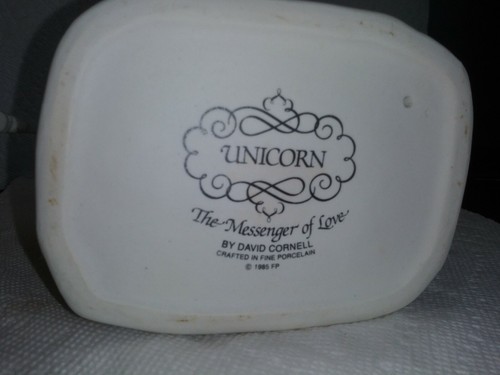 UNICORN
The Messenger of Love
BY DAVID CORNELL
CRAFTED IN FINE PORCELAIN
© 1985 FP